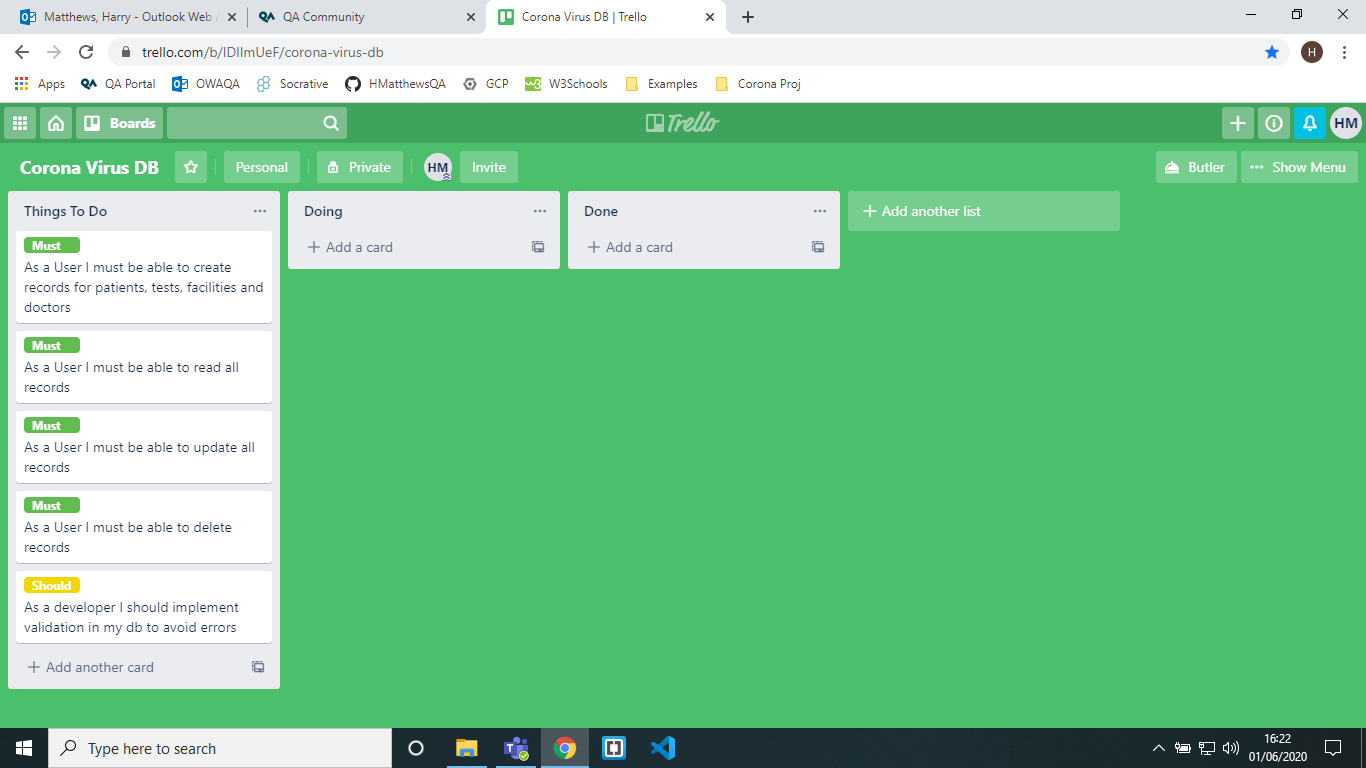 Matthews, Harry - Outlook Web
QA Community
Corona Virus DB | Trello
trello.com/b/IDIImUeF/corona-virus-db
H
Apps
QA
QA Portal
OWAQA
Socrative
HMatthewsQA
GCP
W3Schools
Examples
Corona Proj
Boards
Trello
HM
Corona Virus DB
Personal
Private
HM
Invite
Butler
Show Menu
Things To Do
Must
As a User I must be able to create
records for patients, tests, facilities and
doctors
Must
As a User I must be able to read all
records
Must
As a User I must be able to update all
records
Must
As a User I must be able to delete
records
Should
As a developer I should implement
validation in my db to avoid errors
Add another card
Doing
Add a card
Done
Add a card
Add another list
Type here to search
16:22
01/06/2020